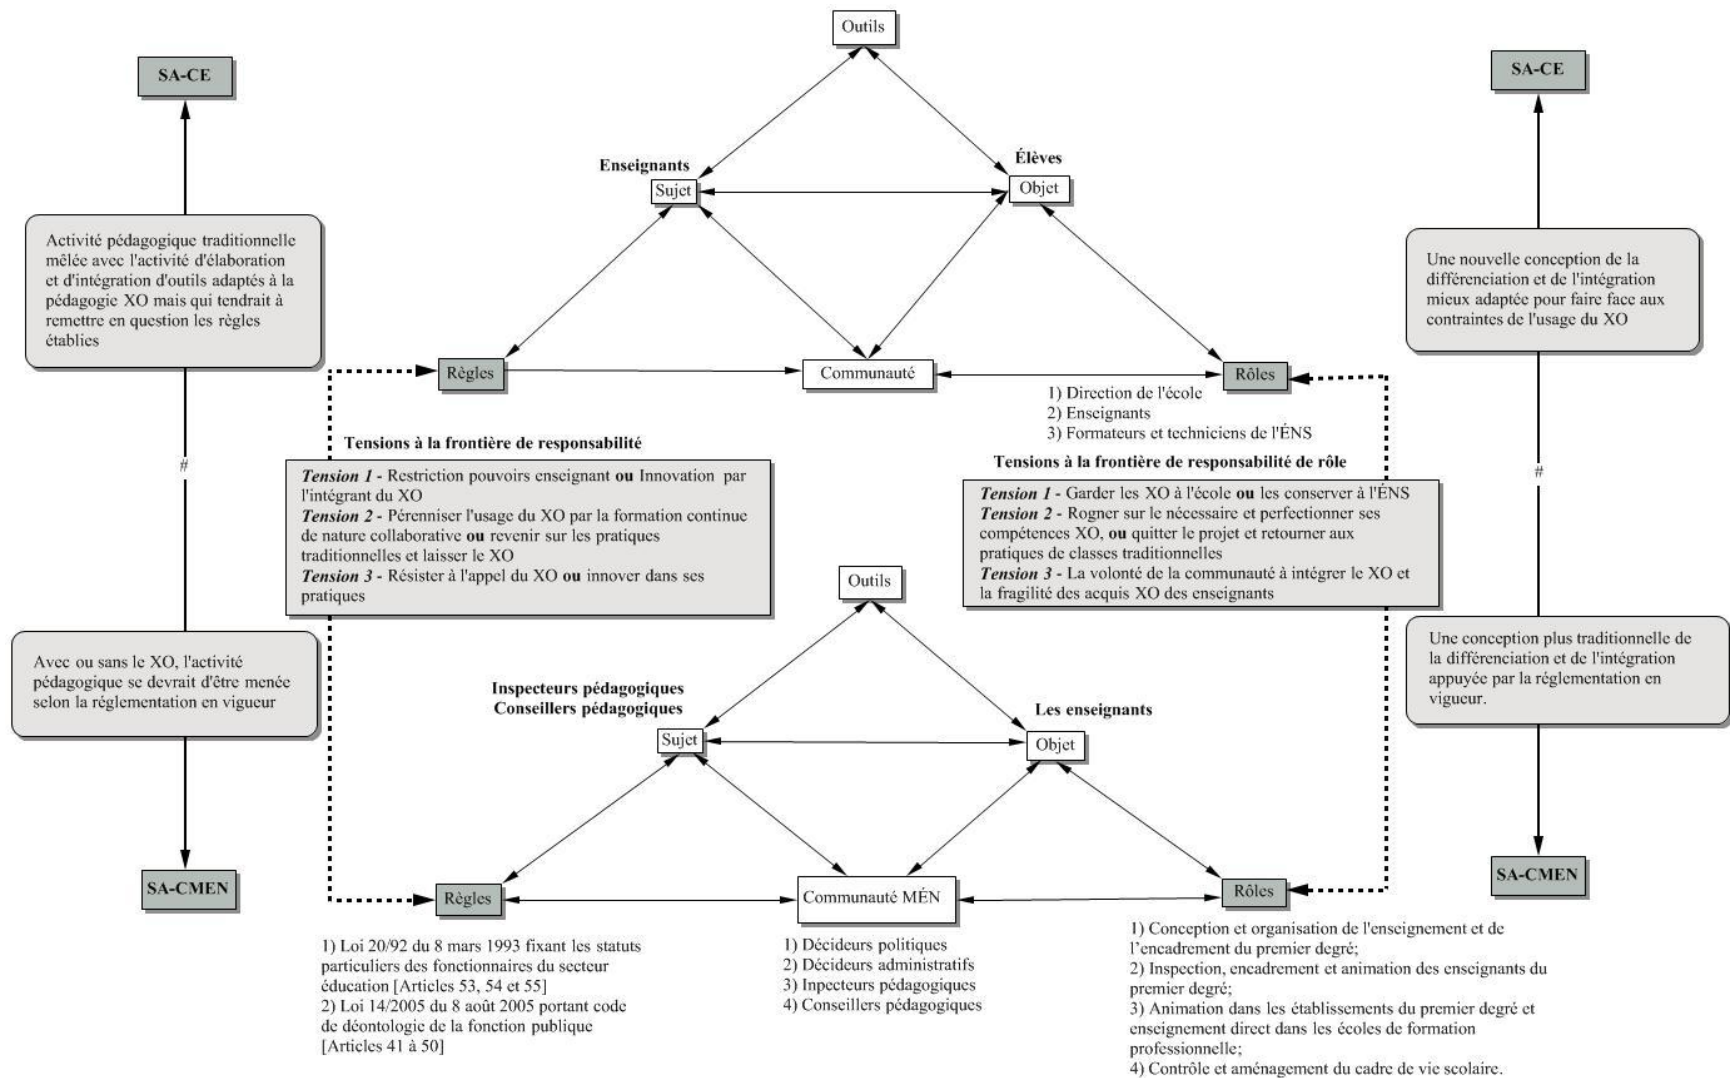 Outils
SA-CE
SA-CE
Enseignants
Élèves
Sujet
Objet
Activité pédagogique traditionnelle
mêlée avec l'activité d'élaboration
et d'intégration d'outils adaptés à la
pédagogie XO mais qui tendrait à
remettre en question les règles
établies
Une nouvelle conception de la
différenciation et de l'intégration
mieux adaptée pour faire face aux
contraintes de l'usage du XO
Règles
Communauté
Rôles
1) Direction de l'école
2) Enseignants
3) Formateurs et techniciens de l'ÉNS
#
#
Tensions à la frontière de responsabilité
Tension 1 - Restriction pouvoirs enseignant ou Innovation par
l'intégrant du XO
Tension 2 - Pérenniser l'usage du XO par la formation continue
de nature collaborative ou revenir sur les pratiques
traditionnelles et laisser le XO
Tension 3 - Résister à l'appel du XO ou innover dans ses
pratiques
Tensions à la frontière de responsabilité de rôle
Tension 1 - Garder les XO à l'école ou les conserver à l'ÉNS
Tension 2 - Rogner sur le nécessaire et perfectionner ses
compétences XO, ou quitter le projet et retourner aux
pratiques de classes traditionnelles
Tension 3 - La volonté de la communauté à intégrer le XO et
la fragilité des acquis XO des enseignants
Outils
Avec ou sans le XO, l'activité
pédagogique se devrait d'être menée
selon la réglementation en vigueur
Une conception plus traditionnelle de
la différenciation et de l'intégration
appuyée par la réglementation en
vigueur.
Inspecteurs pédagogiques
Conseillers pédagogiques
Les enseignants
Sujet
Objet
SA-CMEN
SA-CMEN
Règles
Communauté MÉN
Rôles
1) Loi 20/92 du 8 mars 1993 fixant les statuts
particuliers des fonctionnaires du secteur
éducation [Articles 53, 54 et 55]
2) Loi 14/2005 du 8 août 2005 portant code
de déontologie de la fonction publique
[Articles 41 à 50]
1) Décideurs politiques
2) Décideurs administratifs
3) Inpecteurs pédagogiques
4) Conseillers pédagogiques
1) Conception et organisation de l'enseignement et de
l'encadrement du premier degré;
2) Inspection, encadrement et animation des enseignants du
premier degré;
3) Animation dans les établissements du premier degré et
enseignement direct dans les écoles de formation
professionnelle;
4) Contrôle et aménagement du cadre de vie scolaire.